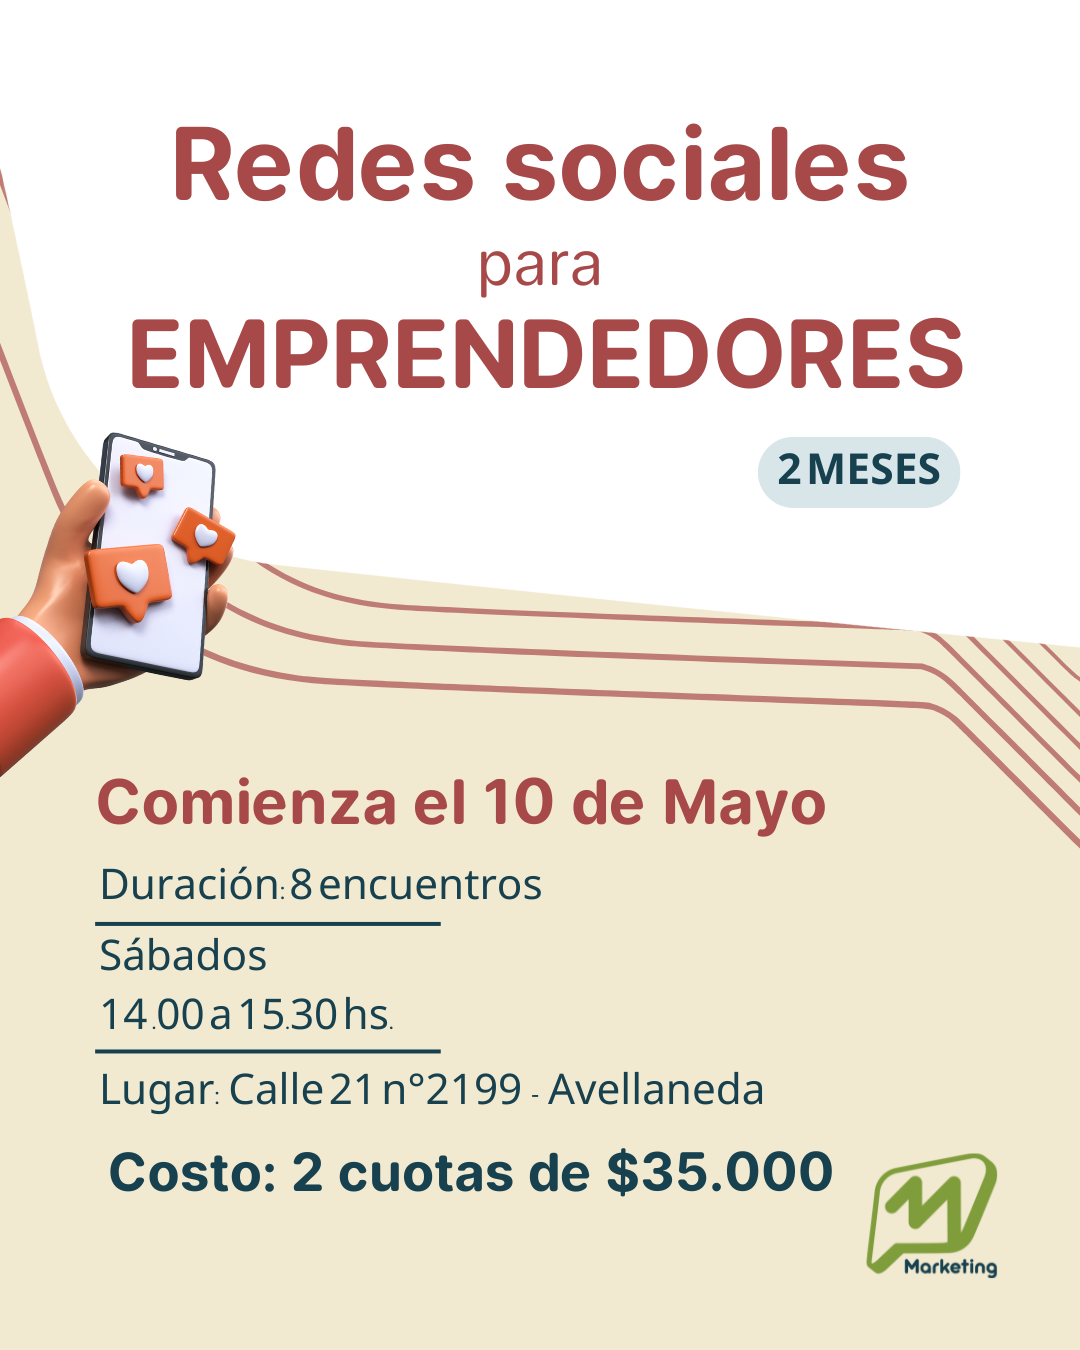 Redes sociales
para
EMPRENDEDORES
2 MESES
Comienza el 10 de Mayo
Duración: 8 encuentros
Sábados
14.00 a 15.30 hs.
Lugar: Calle 21 n°2199 - Avellaneda
Costo: 2 cuotas de $35.000
M
Marketing